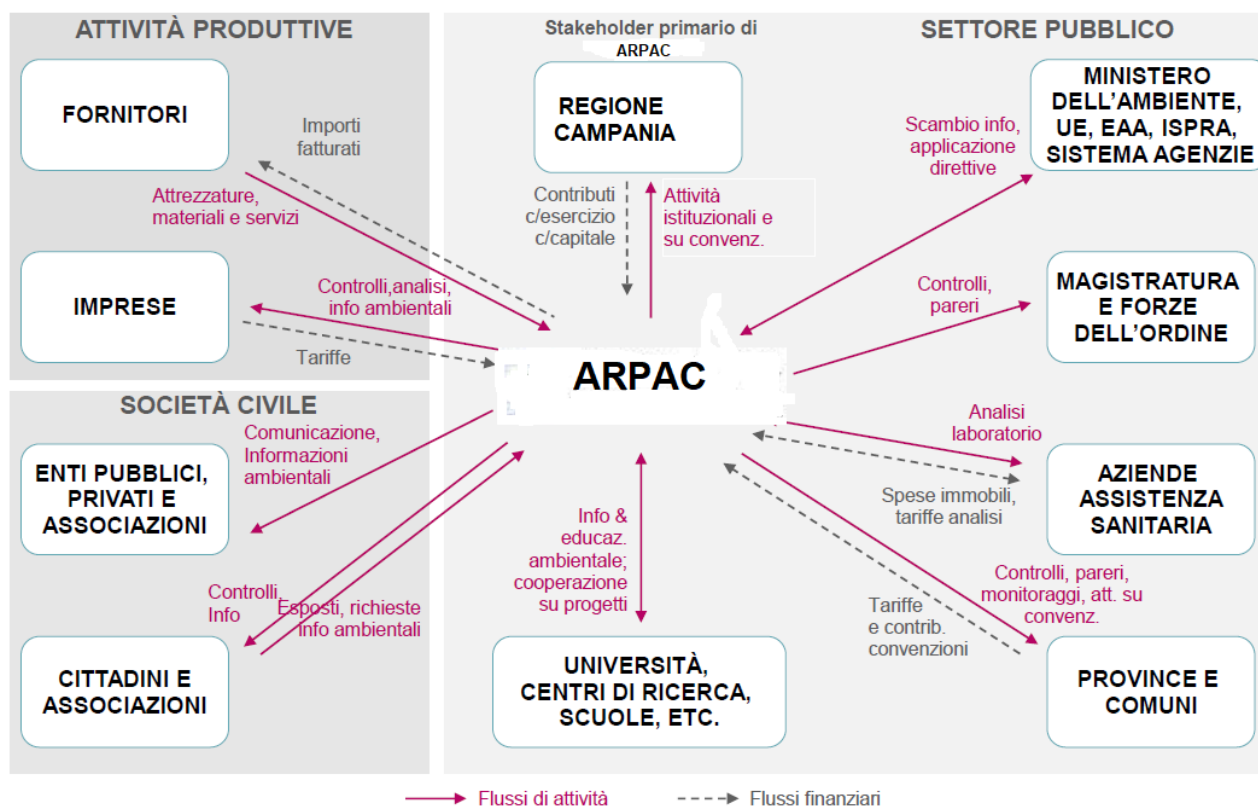 ATTIVITÀ PRODUTTIVE
FORNITORI
Importi
fatturati
Attrezzature,
materiali e servizi
IMPRESE
Controlli,analisi,
info ambientali
Tariffe
SOCIETÀ CIVILE
Comunicazione,
Informazioni
ambientali
ENTI PUBBLICI,
PRIVATI E
ASSOCIAZIONI
Controlli,
Info
Esposti, richieste
info ambientali
CITTADINI E
ASSOCIAZIONI
Stakeholder primario di
ARPAC
REGIONE
CAMPANIA
Contributi
c/esercizio
c/capitale
Attività
istituzionali e
su convenz.
ARPAC
Info &
educaz.
ambientale;
cooperazione
su progetti
UNIVERSITÀ,
CENTRI DI RICERCA,
SCUOLE, ETC.
SETTORE PUBBLICO
MINISTERO
DELL'AMBIENTE,
UE, EAA, ISPRA,
SISTEMA AGENZIE
Scambio info,
applicazione
direttive
Controlli,
pareri
MAGISTRATURA
E FORZE
DELL'ORDINE
Analisi
laboratorio
Spese immobili,
tariffe analisi
AZIENDE
ASSISTENZA
SANITARIA
Controlli, pareri,
monitoraggi, att. su
convenz.
Tariffe
e contrib.
convenzioni
PROVINCE E
COMUNI
Flussi di attività
Flussi finanziari